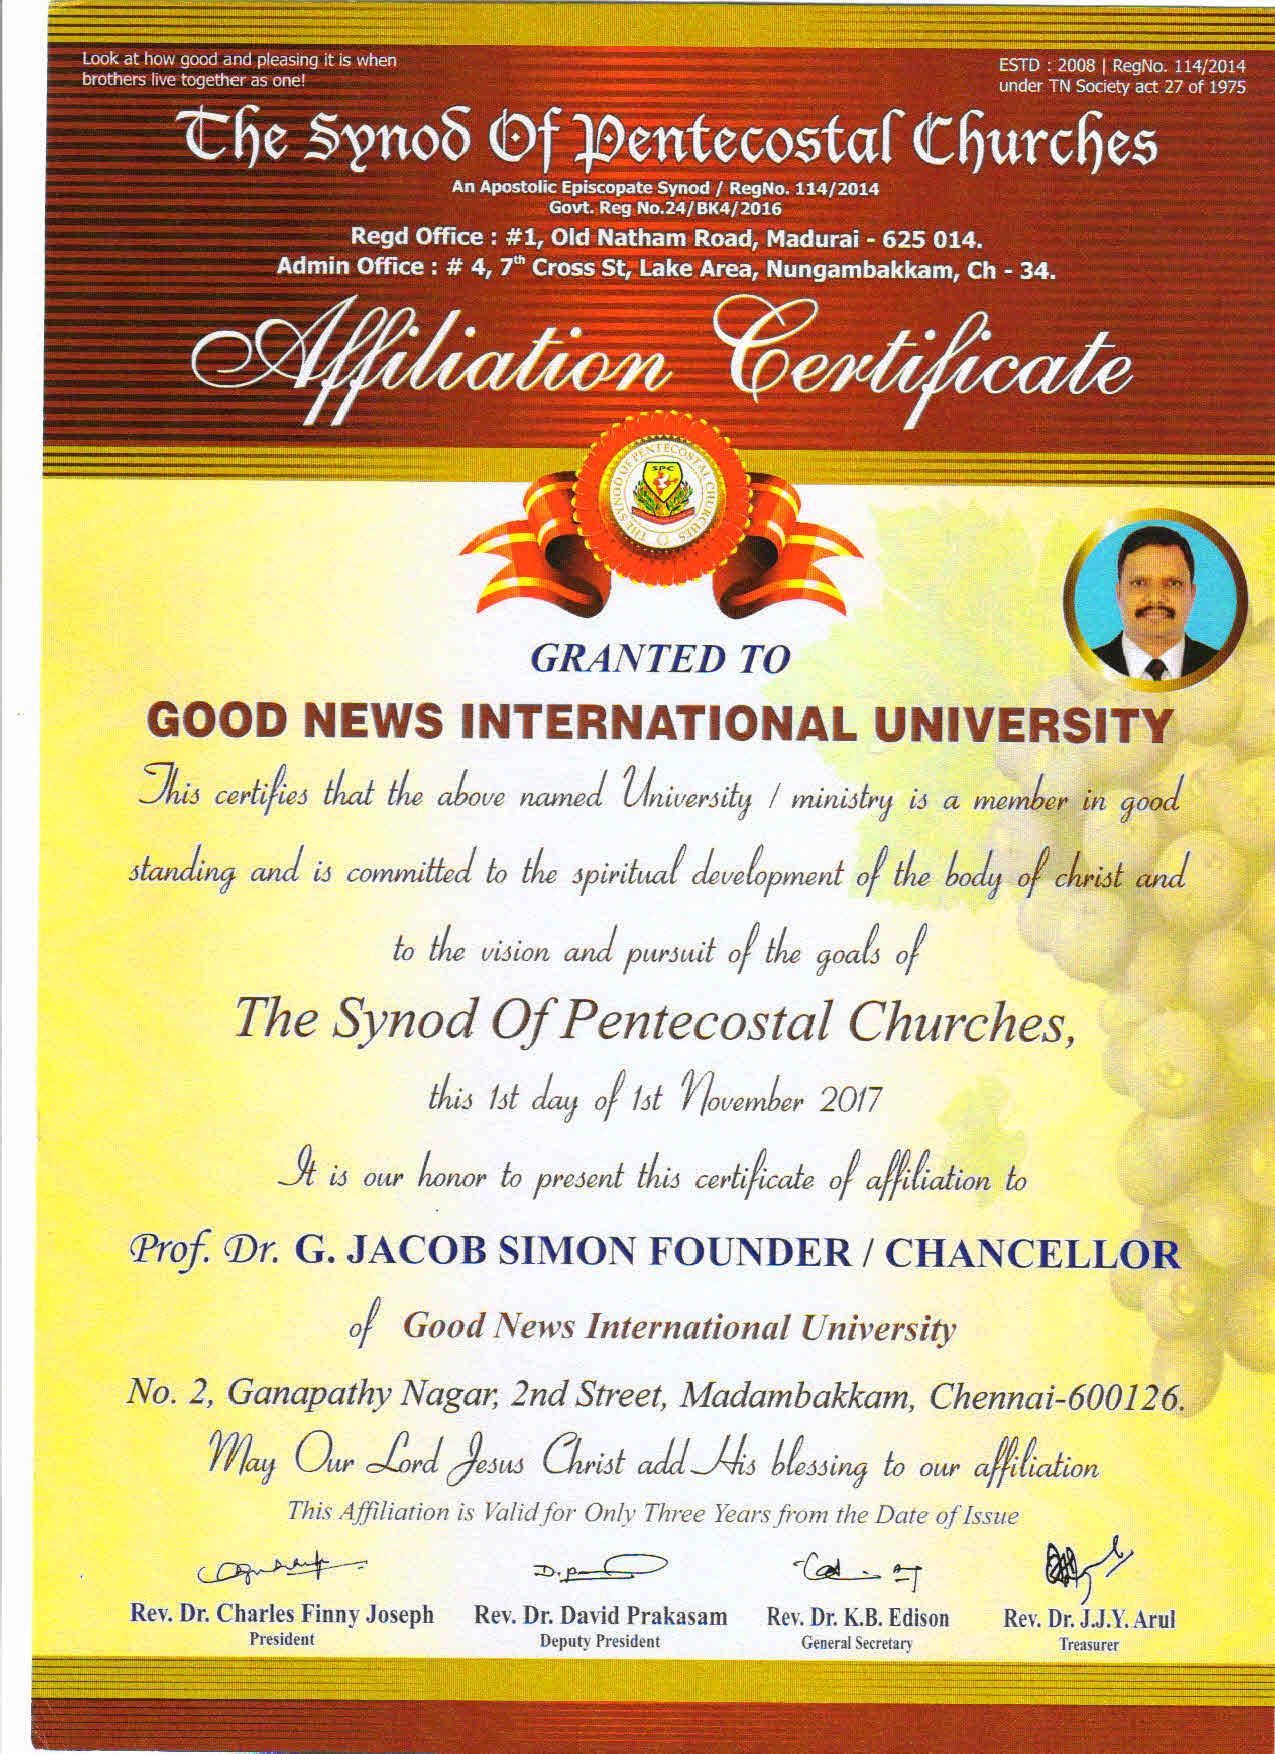 Look at how good and pleasing it is when
brothers live together as one!
ESTD : 2008 | RegNo. 114/2014
under TN Society act 27 of 1975
The Synod Of Pentecostal Churches
An Apostolic Episcopate Synod / RegNo. 114/2014
Govt. Reg No.24/BK4/2016
Regd Office : #1, Old Natham Road, Madurai - 625 014.
Admin Office : # 4, 7th Cross St, Lake Area, Nungambakkam, Ch - 34.
Affiliation Certificate
THE SYNOD OF PENTECOSTAL CHURCHES
SPC
GRANTED TO
GOOD NEWS INTERNATIONAL UNIVERSITY
This certifies that the above named University / ministry is a member in good
standing and is committed to the spiritual development of the body of christ and
to the vision and pursuit of the goals of
The Synod Of Pentecostal Churches,
this 1st day of 1st November 2017
It is our honor to present this certificate of affiliation to
Prof. Dr. G. JACOB SIMON FOUNDER / CHANCELLOR
of Good News International University
No. 2, Ganapathy Nagar, 2nd Street, Madambakkam, Chennai-600126.
May Our Lord Jesus Christ add His blessing to our affiliation
This Affiliation is Valid for Only Three Years from the Date of Issue
Rev. Dr. Charles Finny Joseph
President
Rev. Dr. David Prakasam
Deputy President
Rev. Dr. K.B. Edison
General Secretary
Rev. Dr. J.J.Y. Arul
Treasurer